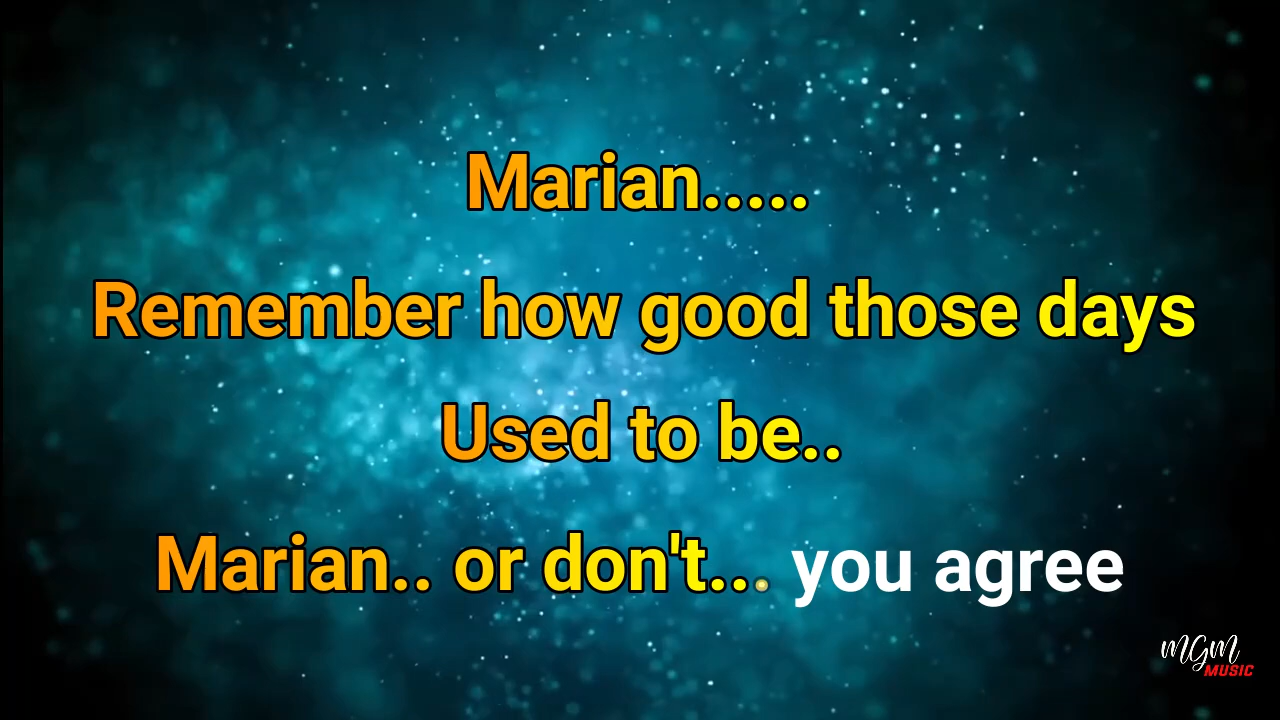 Marian.....
Remember how good those days
Used to be..
Marian.. or don't... you agree
MGM
MUSIC